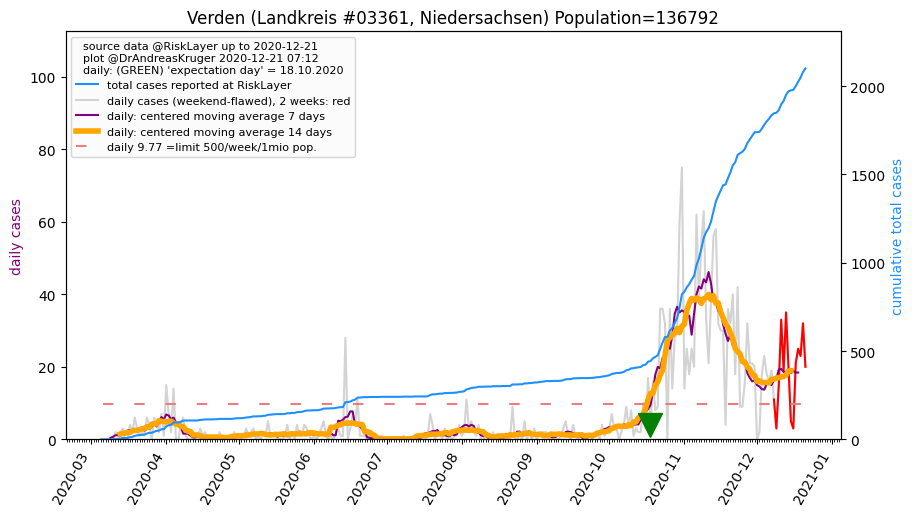 Verden (Landkreis #03361, Niedersachsen) Population=136792
source data @RiskLayer up to 2020-12-21
plot @DrAndreasKruger 2020-12-21 07:12
daily: (GREEN) 'expectation day' = 18.10.2020
total cases reported at RiskLayer
daily cases (weekend-flawed), 2 weeks: red
daily: centered moving average 7 days
daily: centered moving average 14 days
daily 9.77 =limit 500/week/1mio pop.
daily cases
0
20
40
60
80
100
cumulative total cases
0
500
1000
1500
2000
2020-03
2020-04
2020-05
2020-06
2020-07
2020-08
2020-09
2020-10
2020-11
2020-12
2021-01